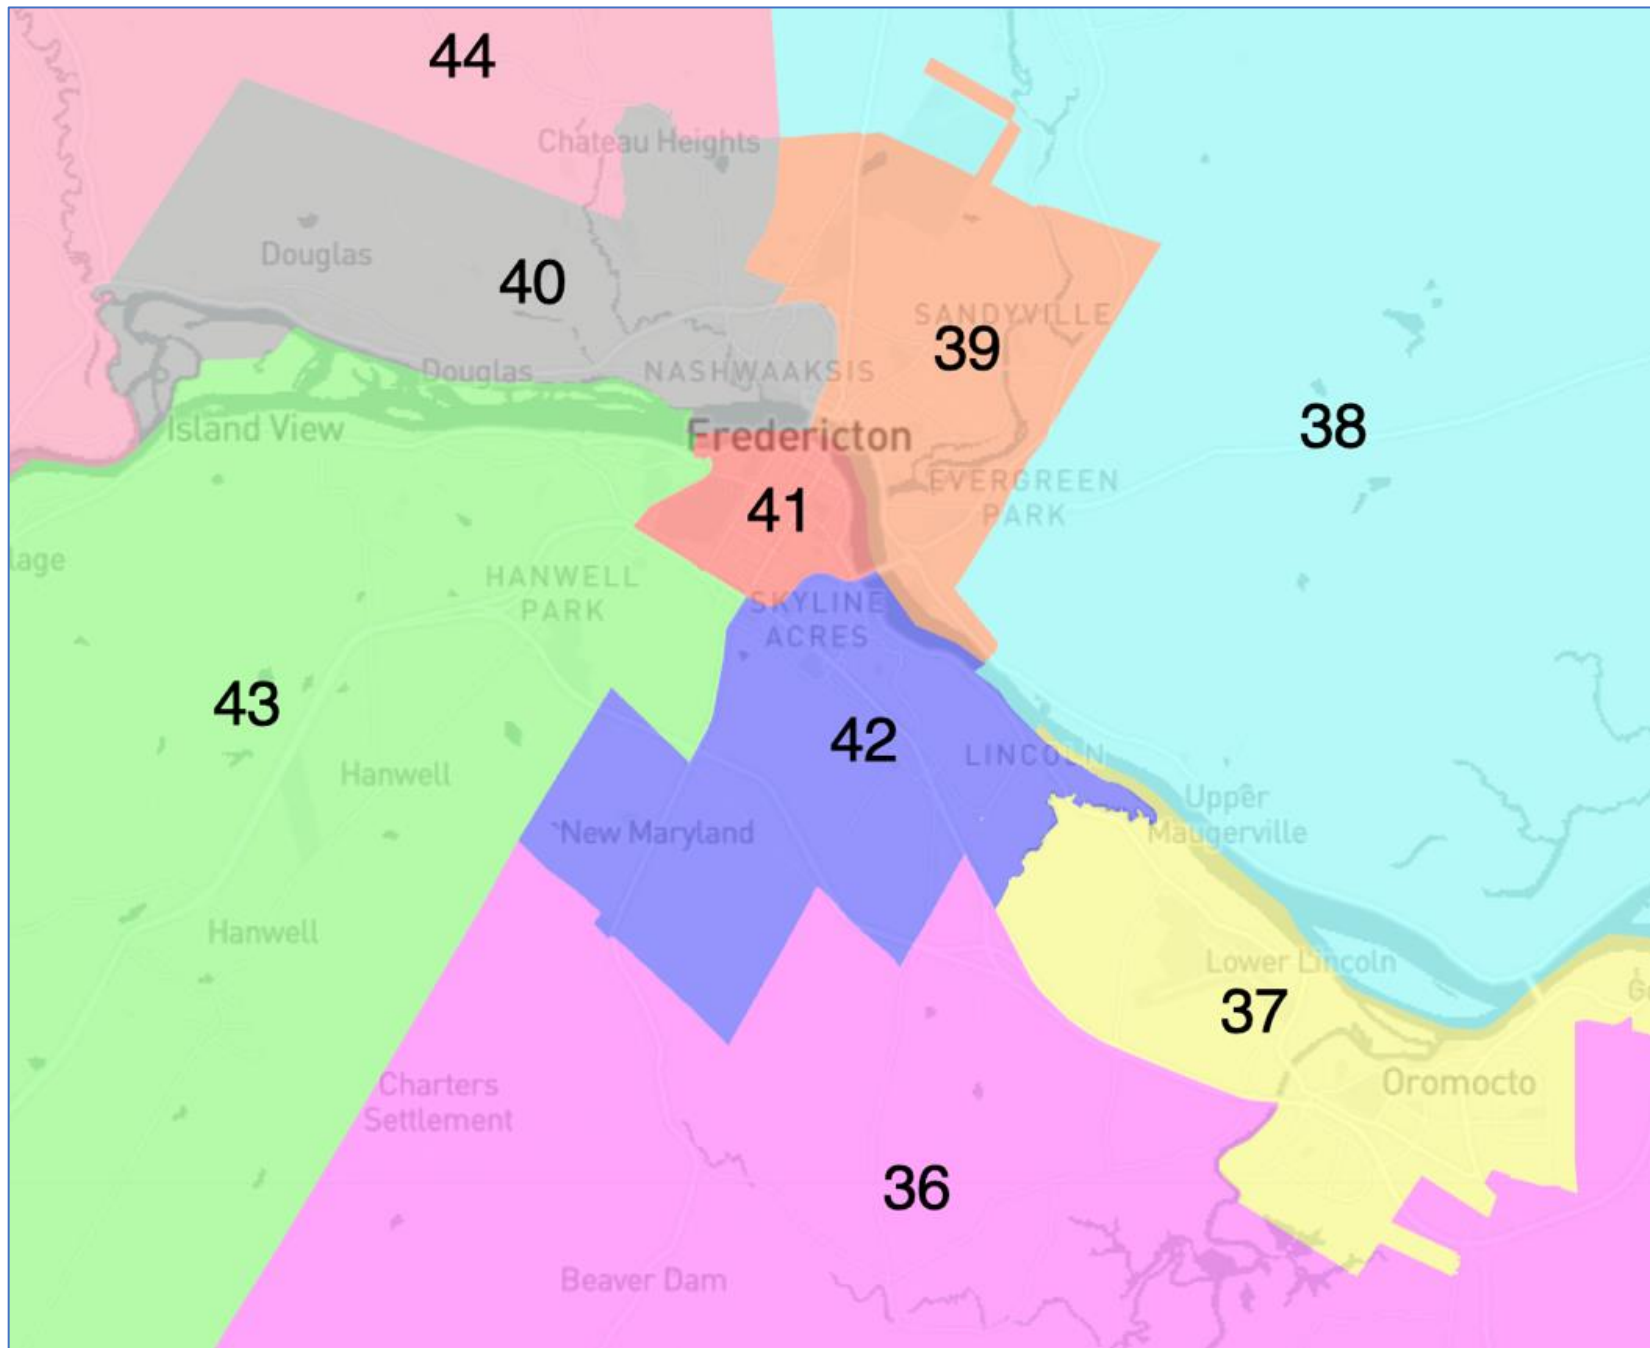 44
Chateau Heights
Douglas
40
SANDYVILLE
39
Douglas
NASHWAAKSIS
38
Island View
Fredericton
EVERGREEN
PARK
41
lage
HANWELL
PARK
SKYLINE
ACRES
43
42
LINCOLN
Hanwell
Upper
Maugerville
New Maryland
Hanwell
Lower Lincoln
37
Charters
Settlement
Oromocto
36
Beaver Dam